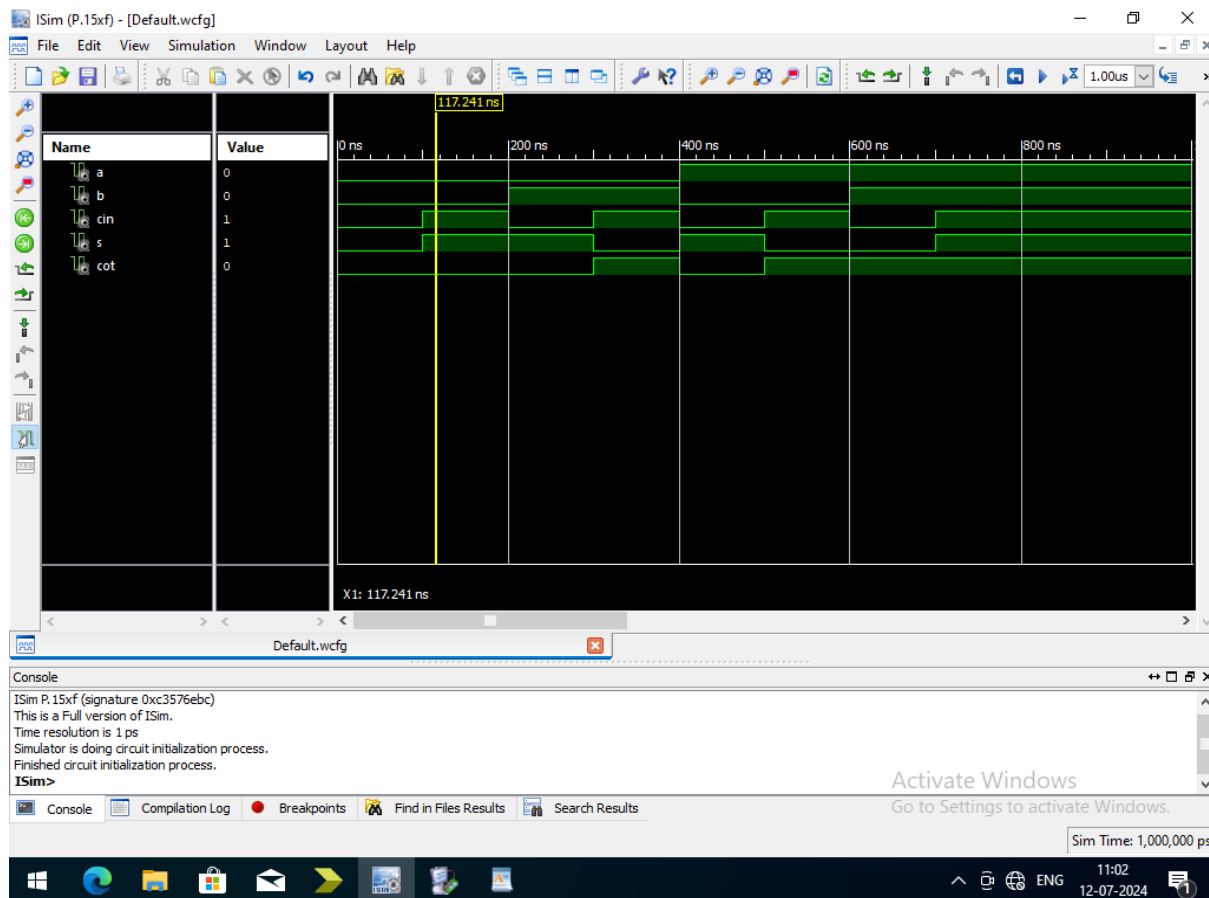 ISim (P.15xf) - [Default.wcfg]
File Edit View Simulation Window Layout Help
1.00us
117.241 ns
Name Value
0 ns 200 ns 400 ns 600 ns 800 ns
a 0
b 0
cin 1
s 1
cot 0
X1: 117.241 ns
Default.wcfg
Console
ISim P.15xf (signature 0xc3576ebc)
This is a Full version of ISim.
Time resolution is 1 ps
Simulator is doing circuit initialization process.
Finished circuit initialization process.
ISim>
Activate Windows
Go to Settings to activate Windows.
Console Compilation Log Breakpoints Find in Files Results Search Results
Sim Time: 1,000,000 ps
ENG
11:02
12-07-2024